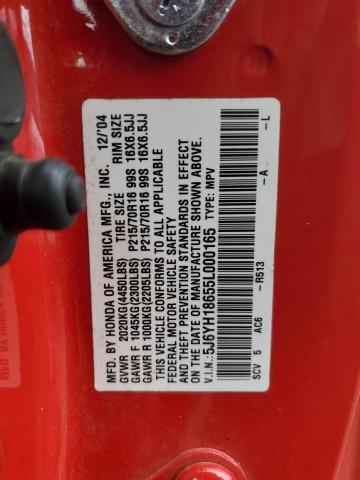 MFD. BY HONDA OF AMERICA MFG., INC. 12/'04
GVWR 2020KG(4450LBS) TIRE SIZE RIM SIZE
GAWR F 1045KG(2300LBS) P215/70R16 99S 16X6.5JJ
GAWR R 1000KG(2205LBS) P215/70R16 99S 16X6.5JJ
THIS VEHICLE CONFORMS TO ALL APPLICABLE
FEDERAL MOTOR VEHICLE SAFETY
AND THEFT PREVENTION STANDARDS IN EFFECT
ON THE DATE OF MANUFACTURE SHOWN ABOVE.
V.I.N.:5J6YH18655L000165 TYPE: MPV
SCV 5 AC6 -R513 -A -L